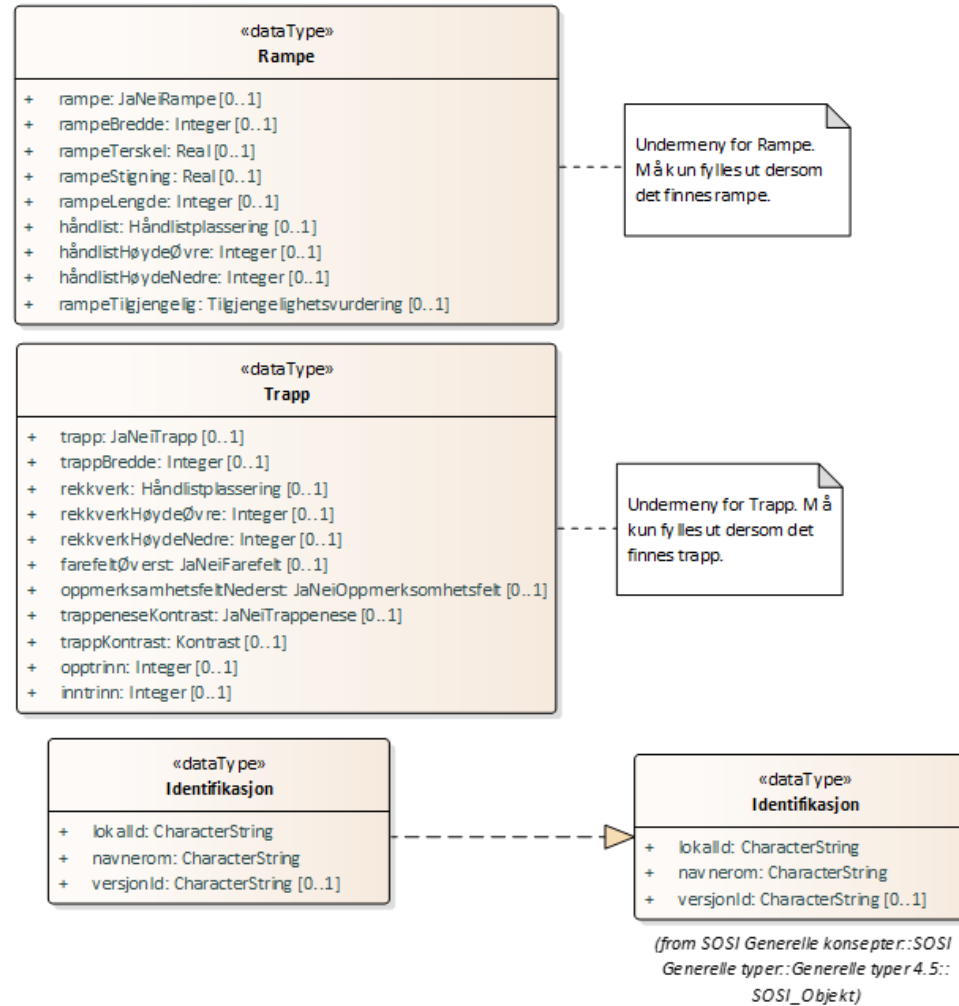 «dataType»
Rampe
+ rampe: JaNeiRampe [0..1]
+ rampeBredde: Integer [0..1]
+ rampeTerskel: Real [0..1]
+ rampeStigning: Real [0..1]
+ rampeLengde: Integer [0..1]
+ håndlist: Håndlistplassering [0..1]
+ håndlistHøydeØvre: Integer [0..1]
+ håndlistHøydeNedre: Integer [0..1]
+ rampeTilgjengelig: Tilgjengelighetsvurdering [0..1]
Undermeny for Rampe.
Må kun fylles ut dersom
det finnes rampe.
«dataType»
Trapp
+ trapp: JaNeiTrapp [0..1]
+ trappBredde: Integer [0..1]
+ rekkverk: Håndlistplassering [0..1]
+ rekkverkHøydeØvre: Integer [0..1]
+ rekkverkHøydeNedre: Integer [0..1]
+ farefeltØverst: JaNeiFarefelt [0..1]
+ oppmerksamhetsfeltNederst: JaNeiOppmerksomhetsfelt [0..1]
+ trappeneseKontrast: JaNeiTrappenese [0..1]
+ trappKontrast: Kontrast [0..1]
+ opptrinn: Integer [0..1]
+ inntrinn: Integer [0..1]
Undermeny for Trapp. Må
kun fylles ut dersom det
finnes trapp.
«dataType»
Identifikasjon
+ lokalId: CharacterString
+ navnerom: CharacterString
+ versjonId: CharacterString [0..1]
«dataType»
Identifikasjon
+ lokalId: CharacterString
+ navnerom: CharacterString
+ versjonId: CharacterString [0..1]
(from SOSI Generelle konsepter::SOSI
Generelle typer::Generelle typer 4.5::
SOSI_Objekt)